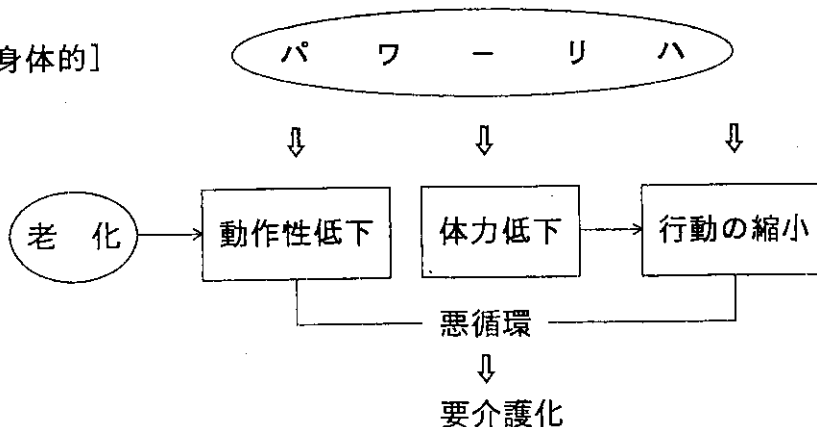 身体的]
パワーリハ
老化
動作性低下
体力低下
行動の縮小
悪循環
要介護化